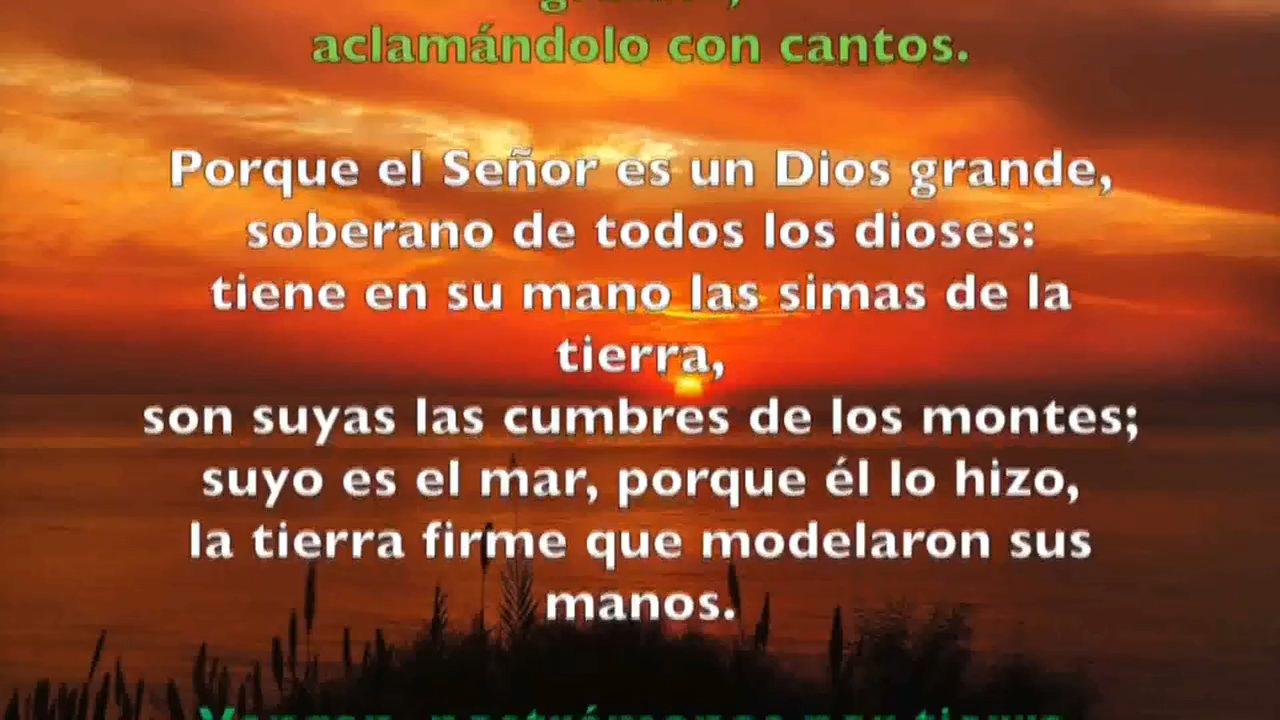 aclamándolo con cantos.
Porque el Señor es un Dios grande,
soberano de todos los dioses:
tiene en su mano las simas de la
tierra,
son suyas las cumbres de los montes;
suyo es el mar, porque él lo hizo,
la tierra firme que modelaron sus
manos.